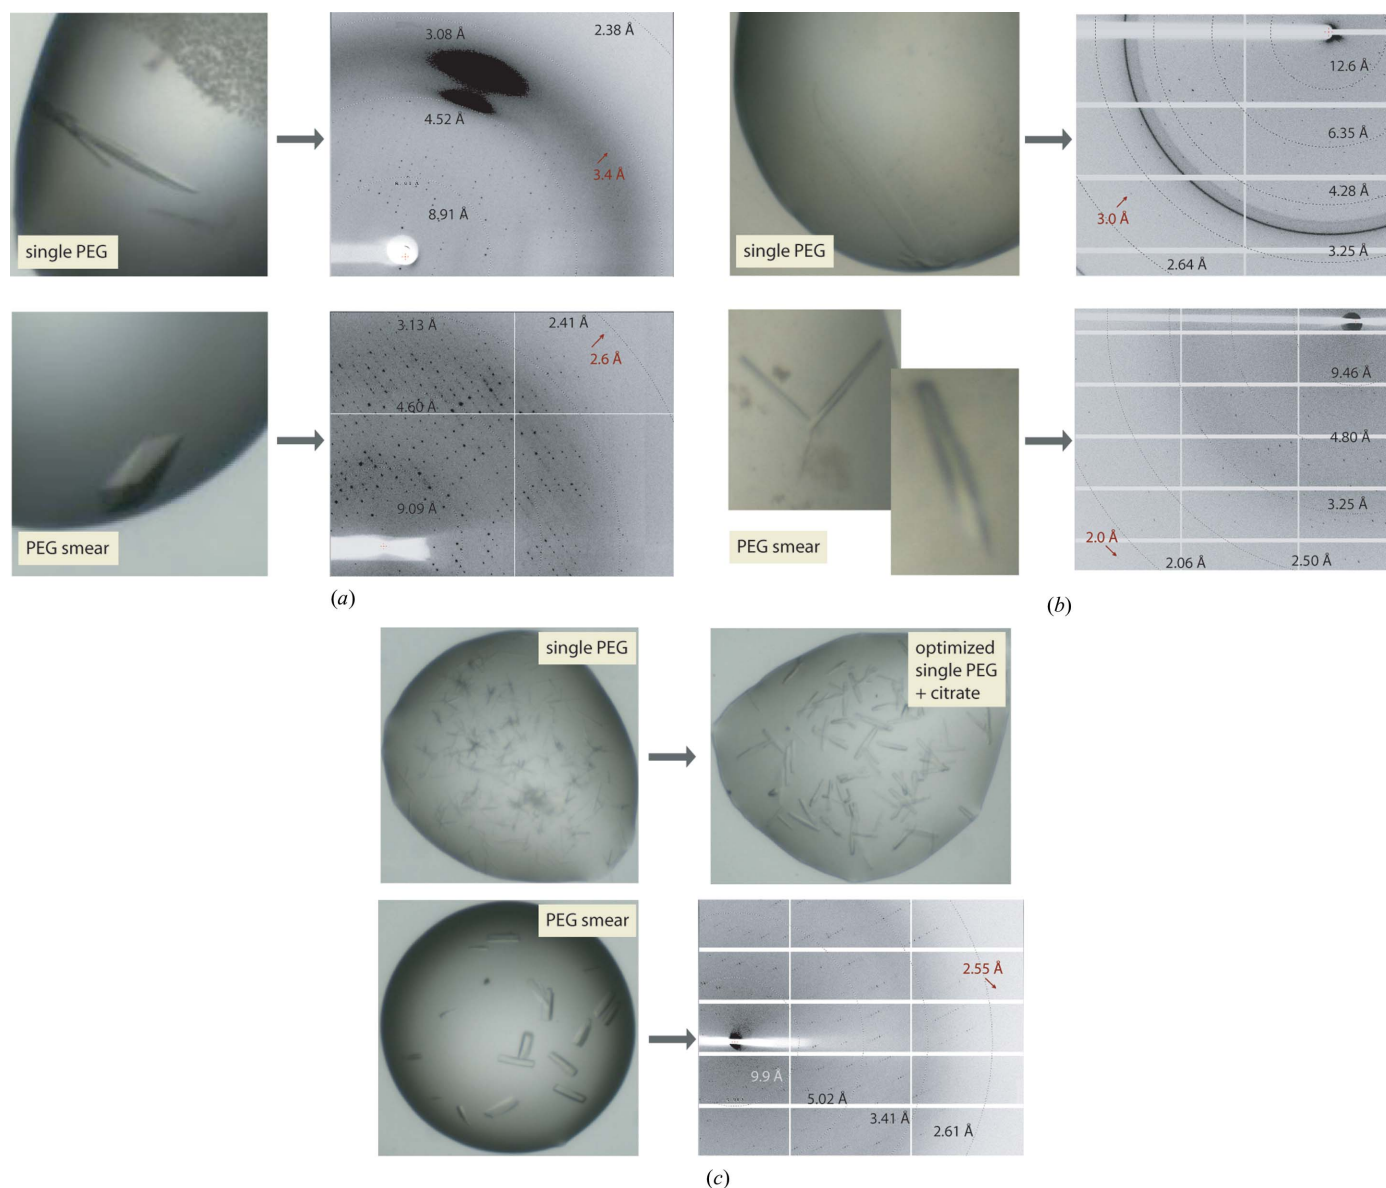 single PEG
3.08 Å
2.38 Å
4.52 Å
3.4 Å
8.91 Å
single PEG
12.6 Å
6.35 Å
4.28 Å
3.0 Å
3.25 Å
2.64 Å
PEG smear
3.13 Å
2.41 Å
2.6 Å
4.60 Å
9.09 Å
PEG smear
9.46 Å
4.80 Å
3.25 Å
2.0 Å
2.06 Å
2.50 Å
(a)
(b)
single PEG
optimized
single PEG
+ citrate
PEG smear
2.55 Å
9.9 Å
5.02 Å
3.41 Å
2.61 Å
(c)